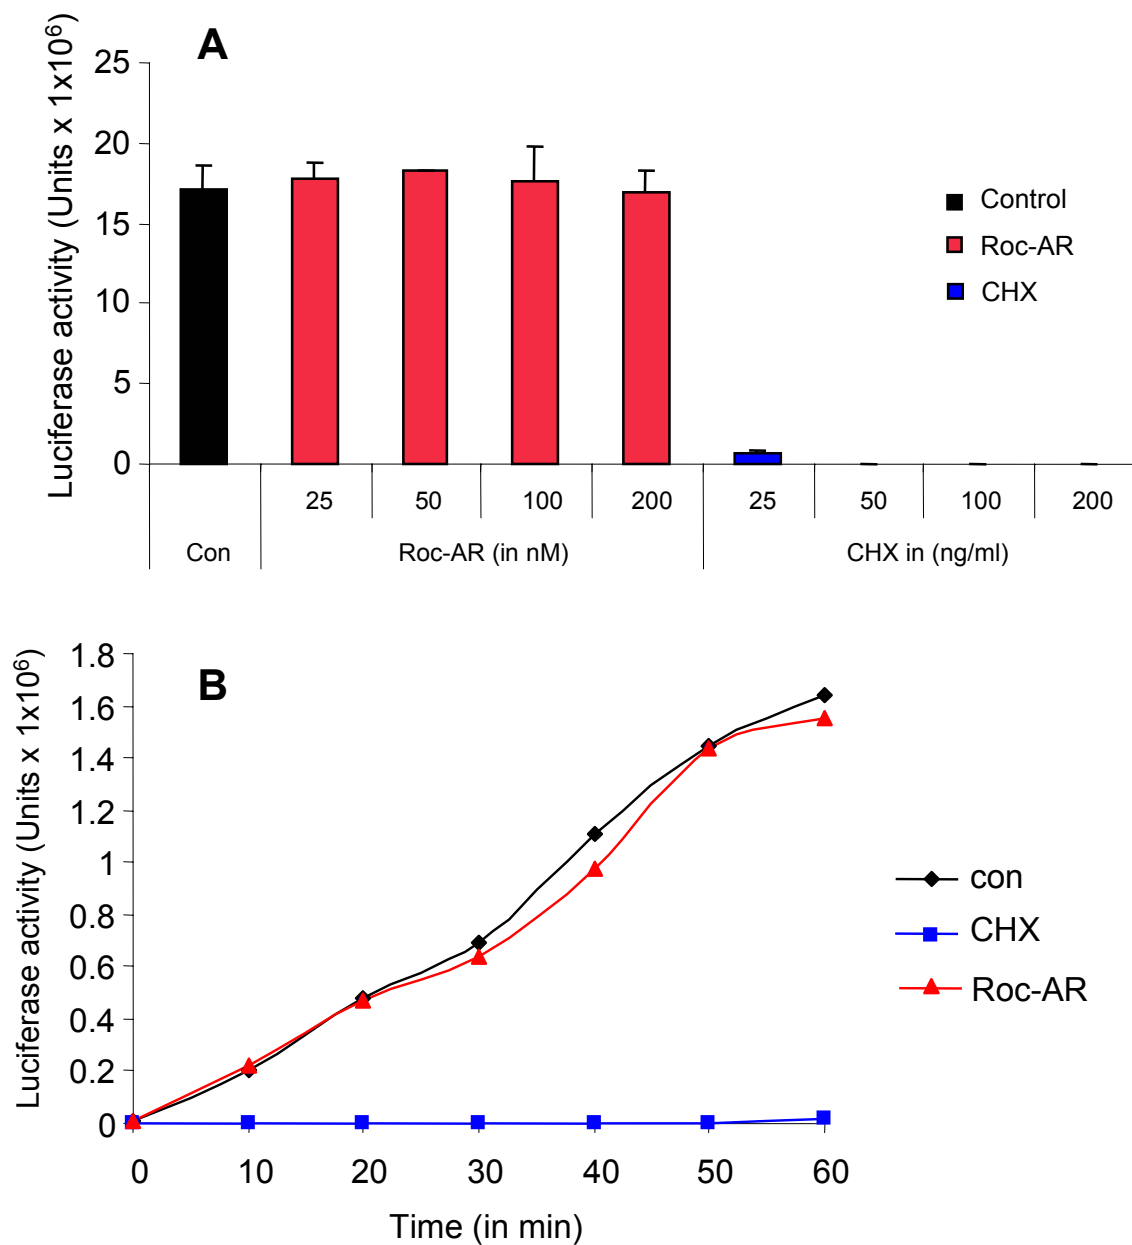 A
Luciferase activity (Units x 1x10⁶)
25
20
15
10
5
0
Control
Roc-AR
CHX
25 50 100 200 25 50 100 200
Con Roc-AR (in nM) CHX in (ng/ml)
B
Luciferase activity (Units x 1x10⁶)
1.8
1.6
1.4
1.2
1
0.8
0.6
0.4
0.2
0
con
CHX
Roc-AR
0 10 20 30 40 50 60
Time (in min)